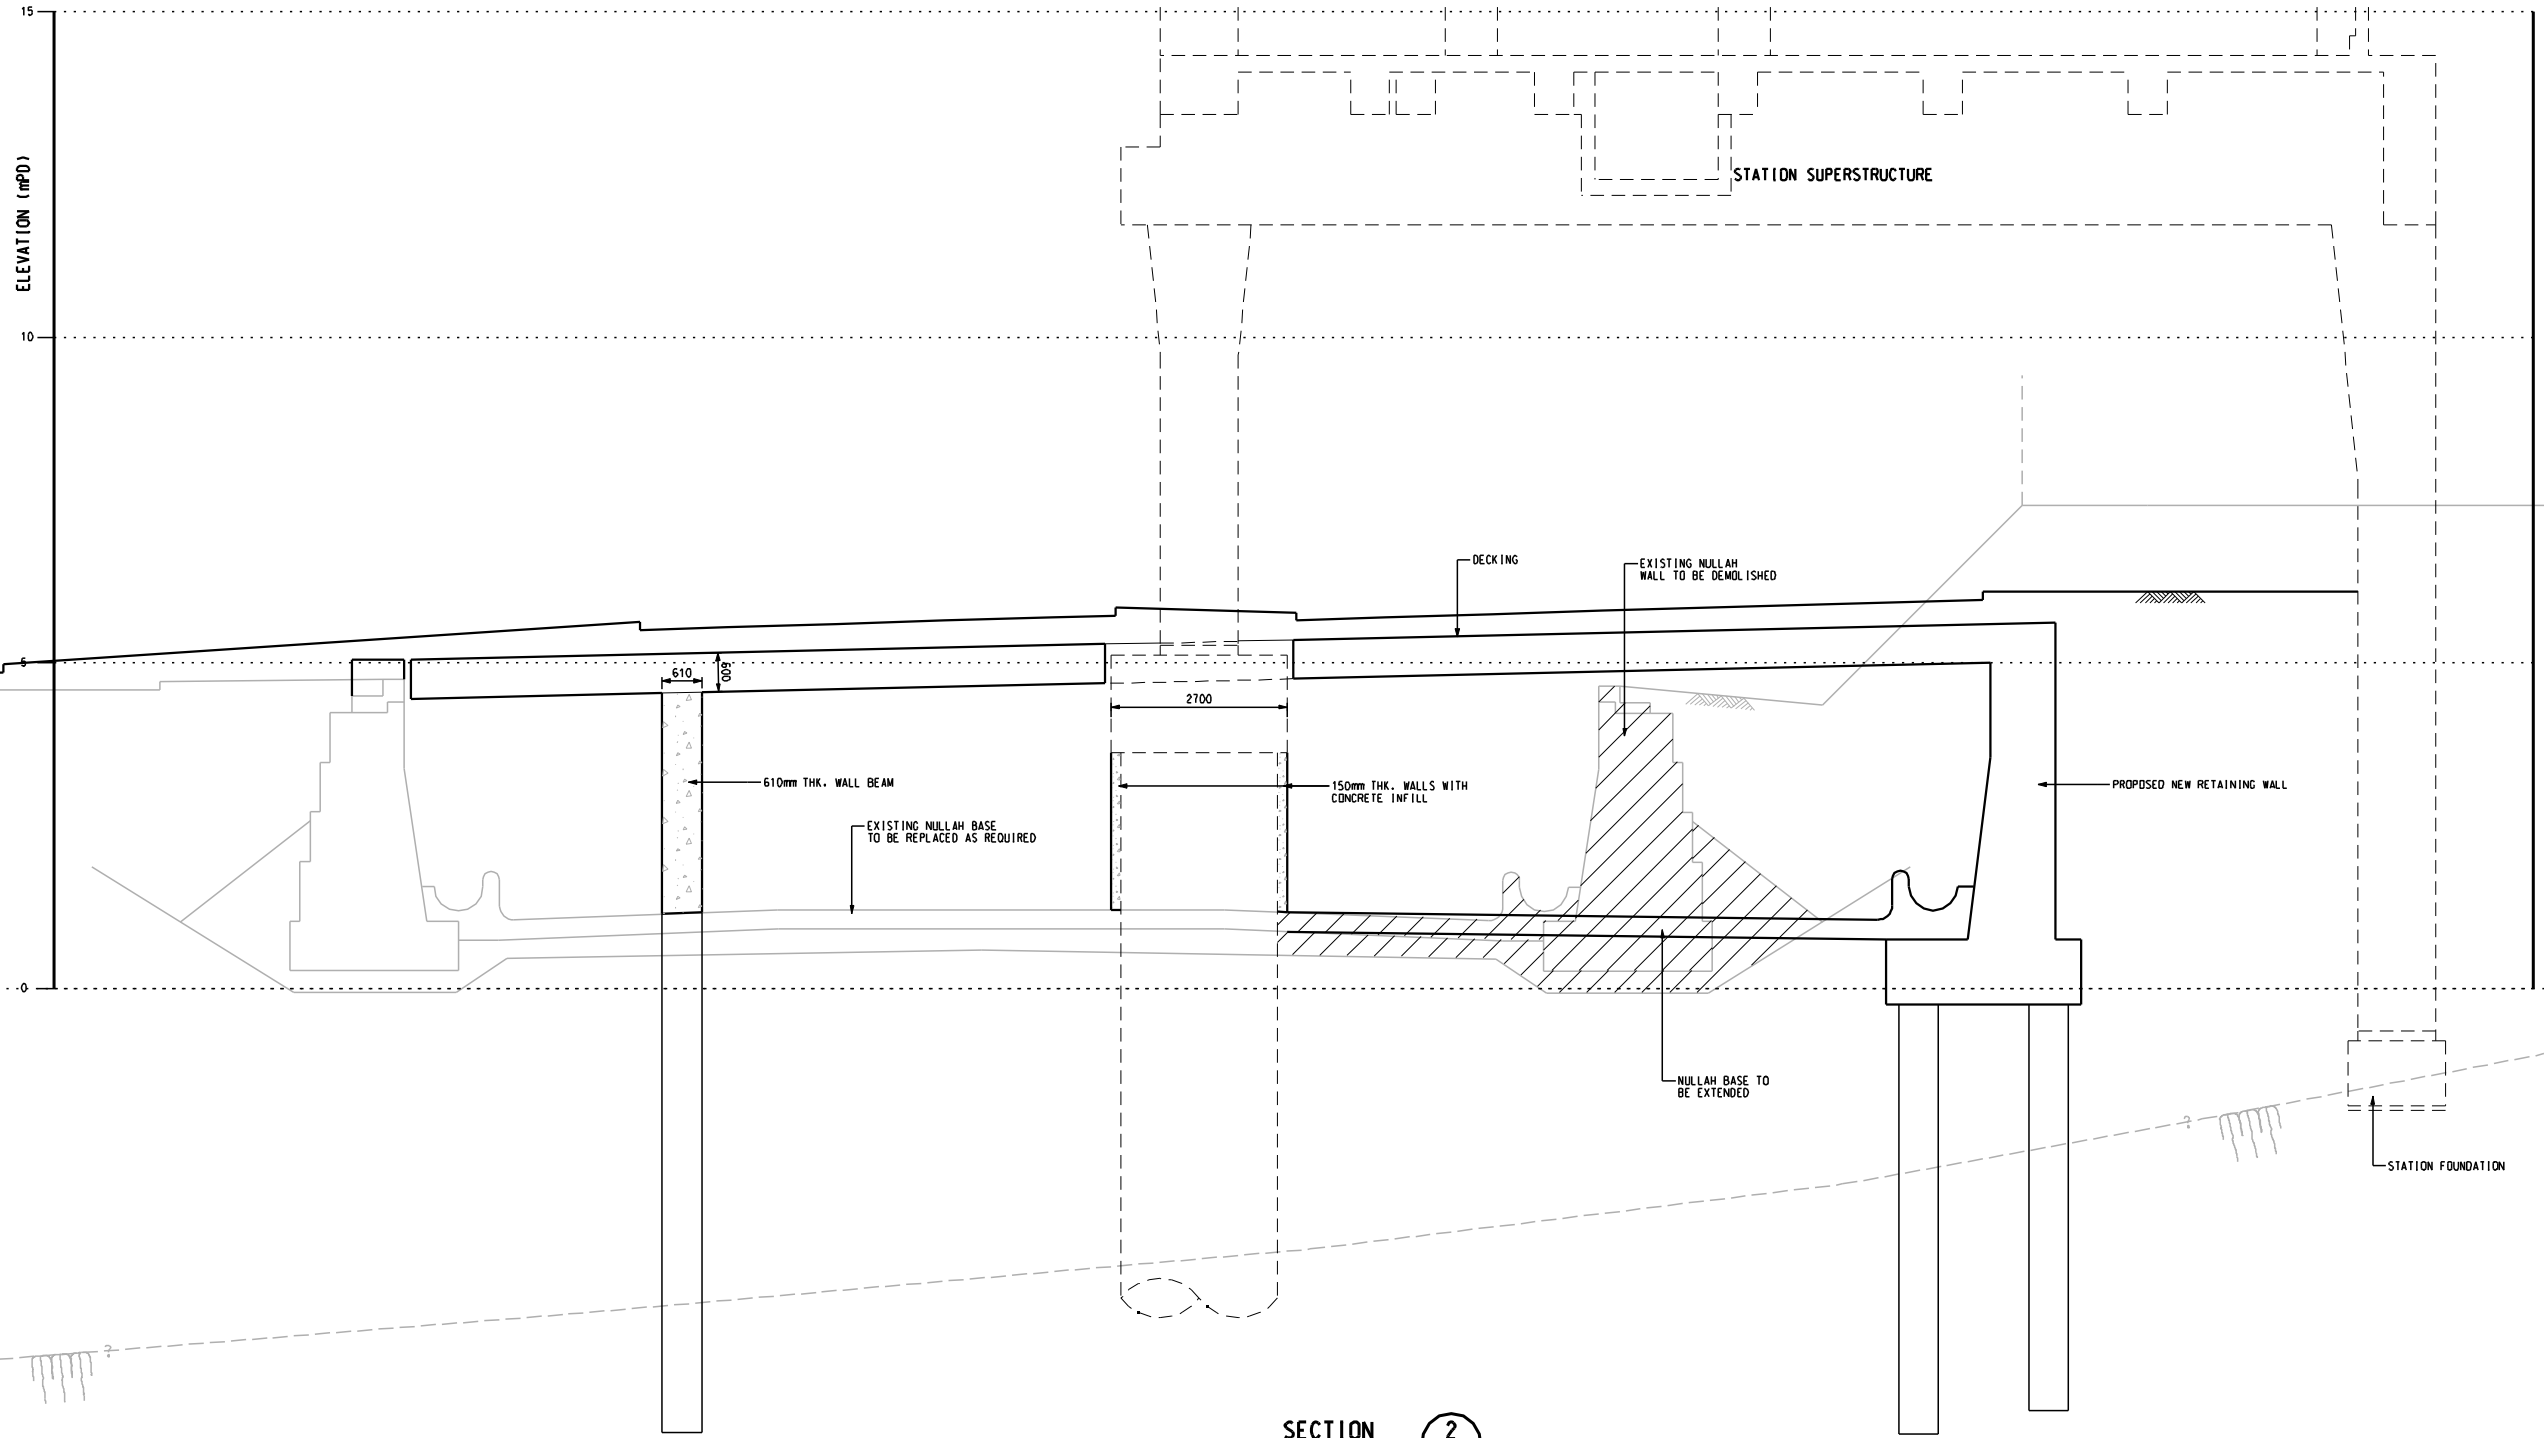 15
ELEVATION (mPD)
STATION SUPERSTRUCTURE
10
DECKING
EXISTING NULLAH
WALL TO BE DEMOLISHED
5
610
600
2700
610mm THK. WALL BEAM
150mm THK. WALLS WITH
CONCRETE INFILL
PROPOSED NEW RETAINING WALL
EXISTING NULLAH BASE
TO BE REPLACED AS REQUIRED
0
NULLAH BASE TO
BE EXTENDED
?
STATION FOUNDATION
?
SECTION 2